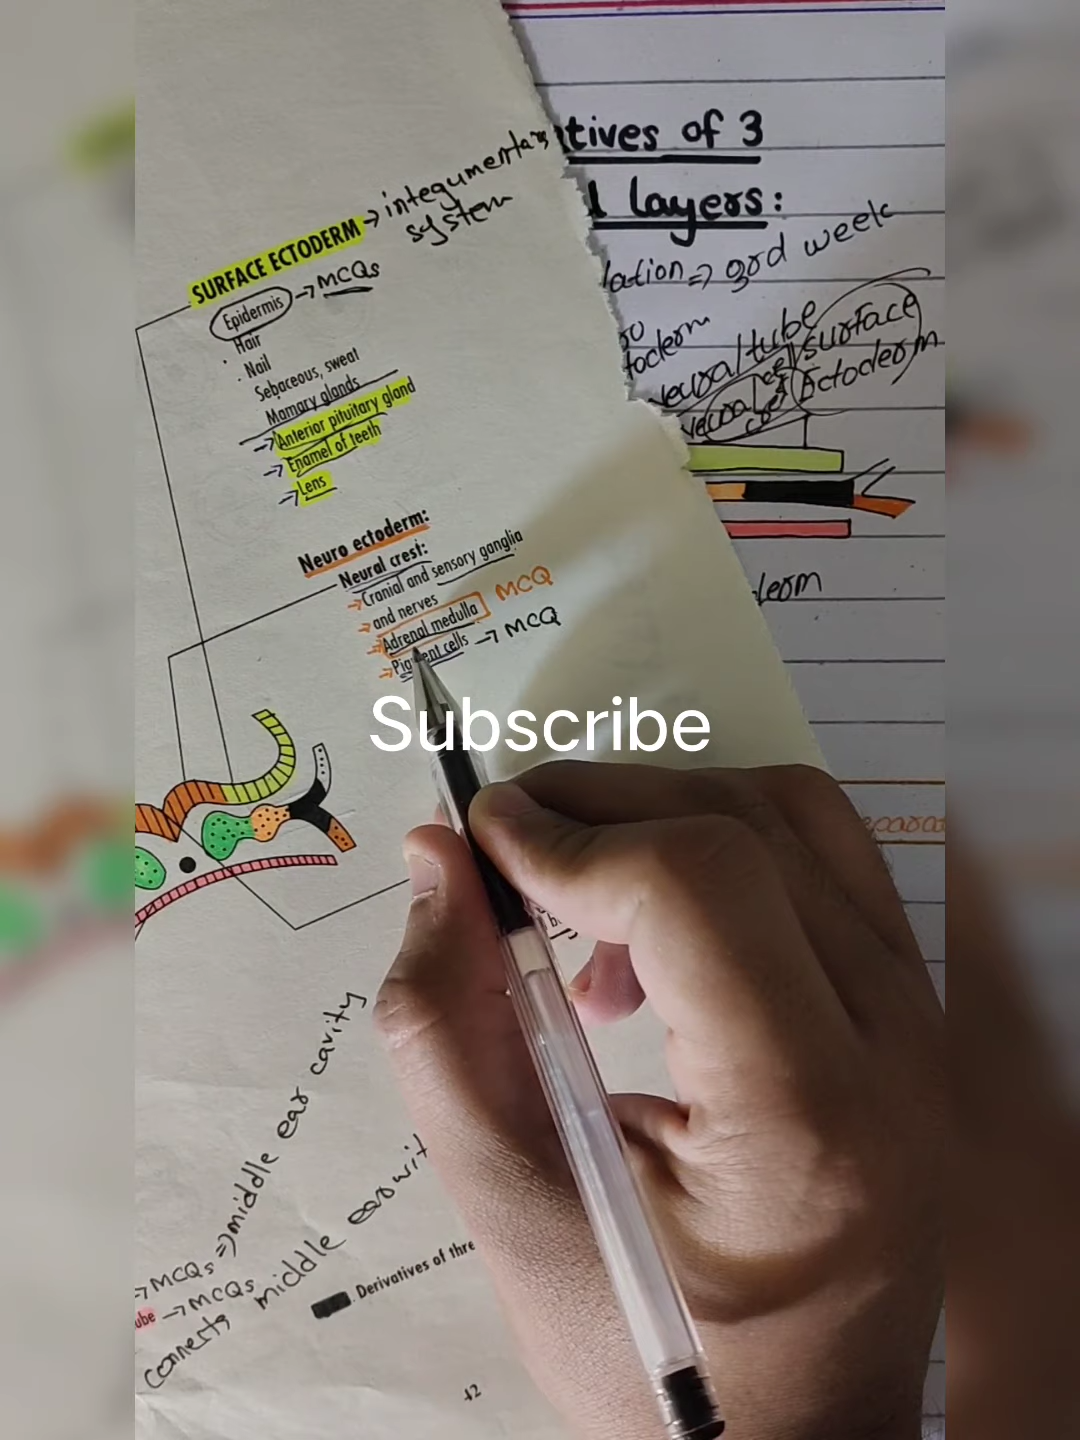 tives of 3
layers:
integumentary
SURFACE ECTODERM → system
lation => 3rd week
Epidermis → MCQs
• Hair
• Nail
Sebaceous, sweat
Mamary glands
→ Anterior pituitary gland
→ Enamel of teeth
→ Lens
toderm
neural tube
surface
Ectoderm
Neuro ectoderm:
Neural crest:
→ Cranial and sensory ganglia
→ and nerves
→ Adrenal medulla MCQ
→ Pigment cells → MCQ
derm
Subscribe
→ MCQs => middle ear cavity
ube → MCQs
connects middle ear wit
Derivatives of thre
42